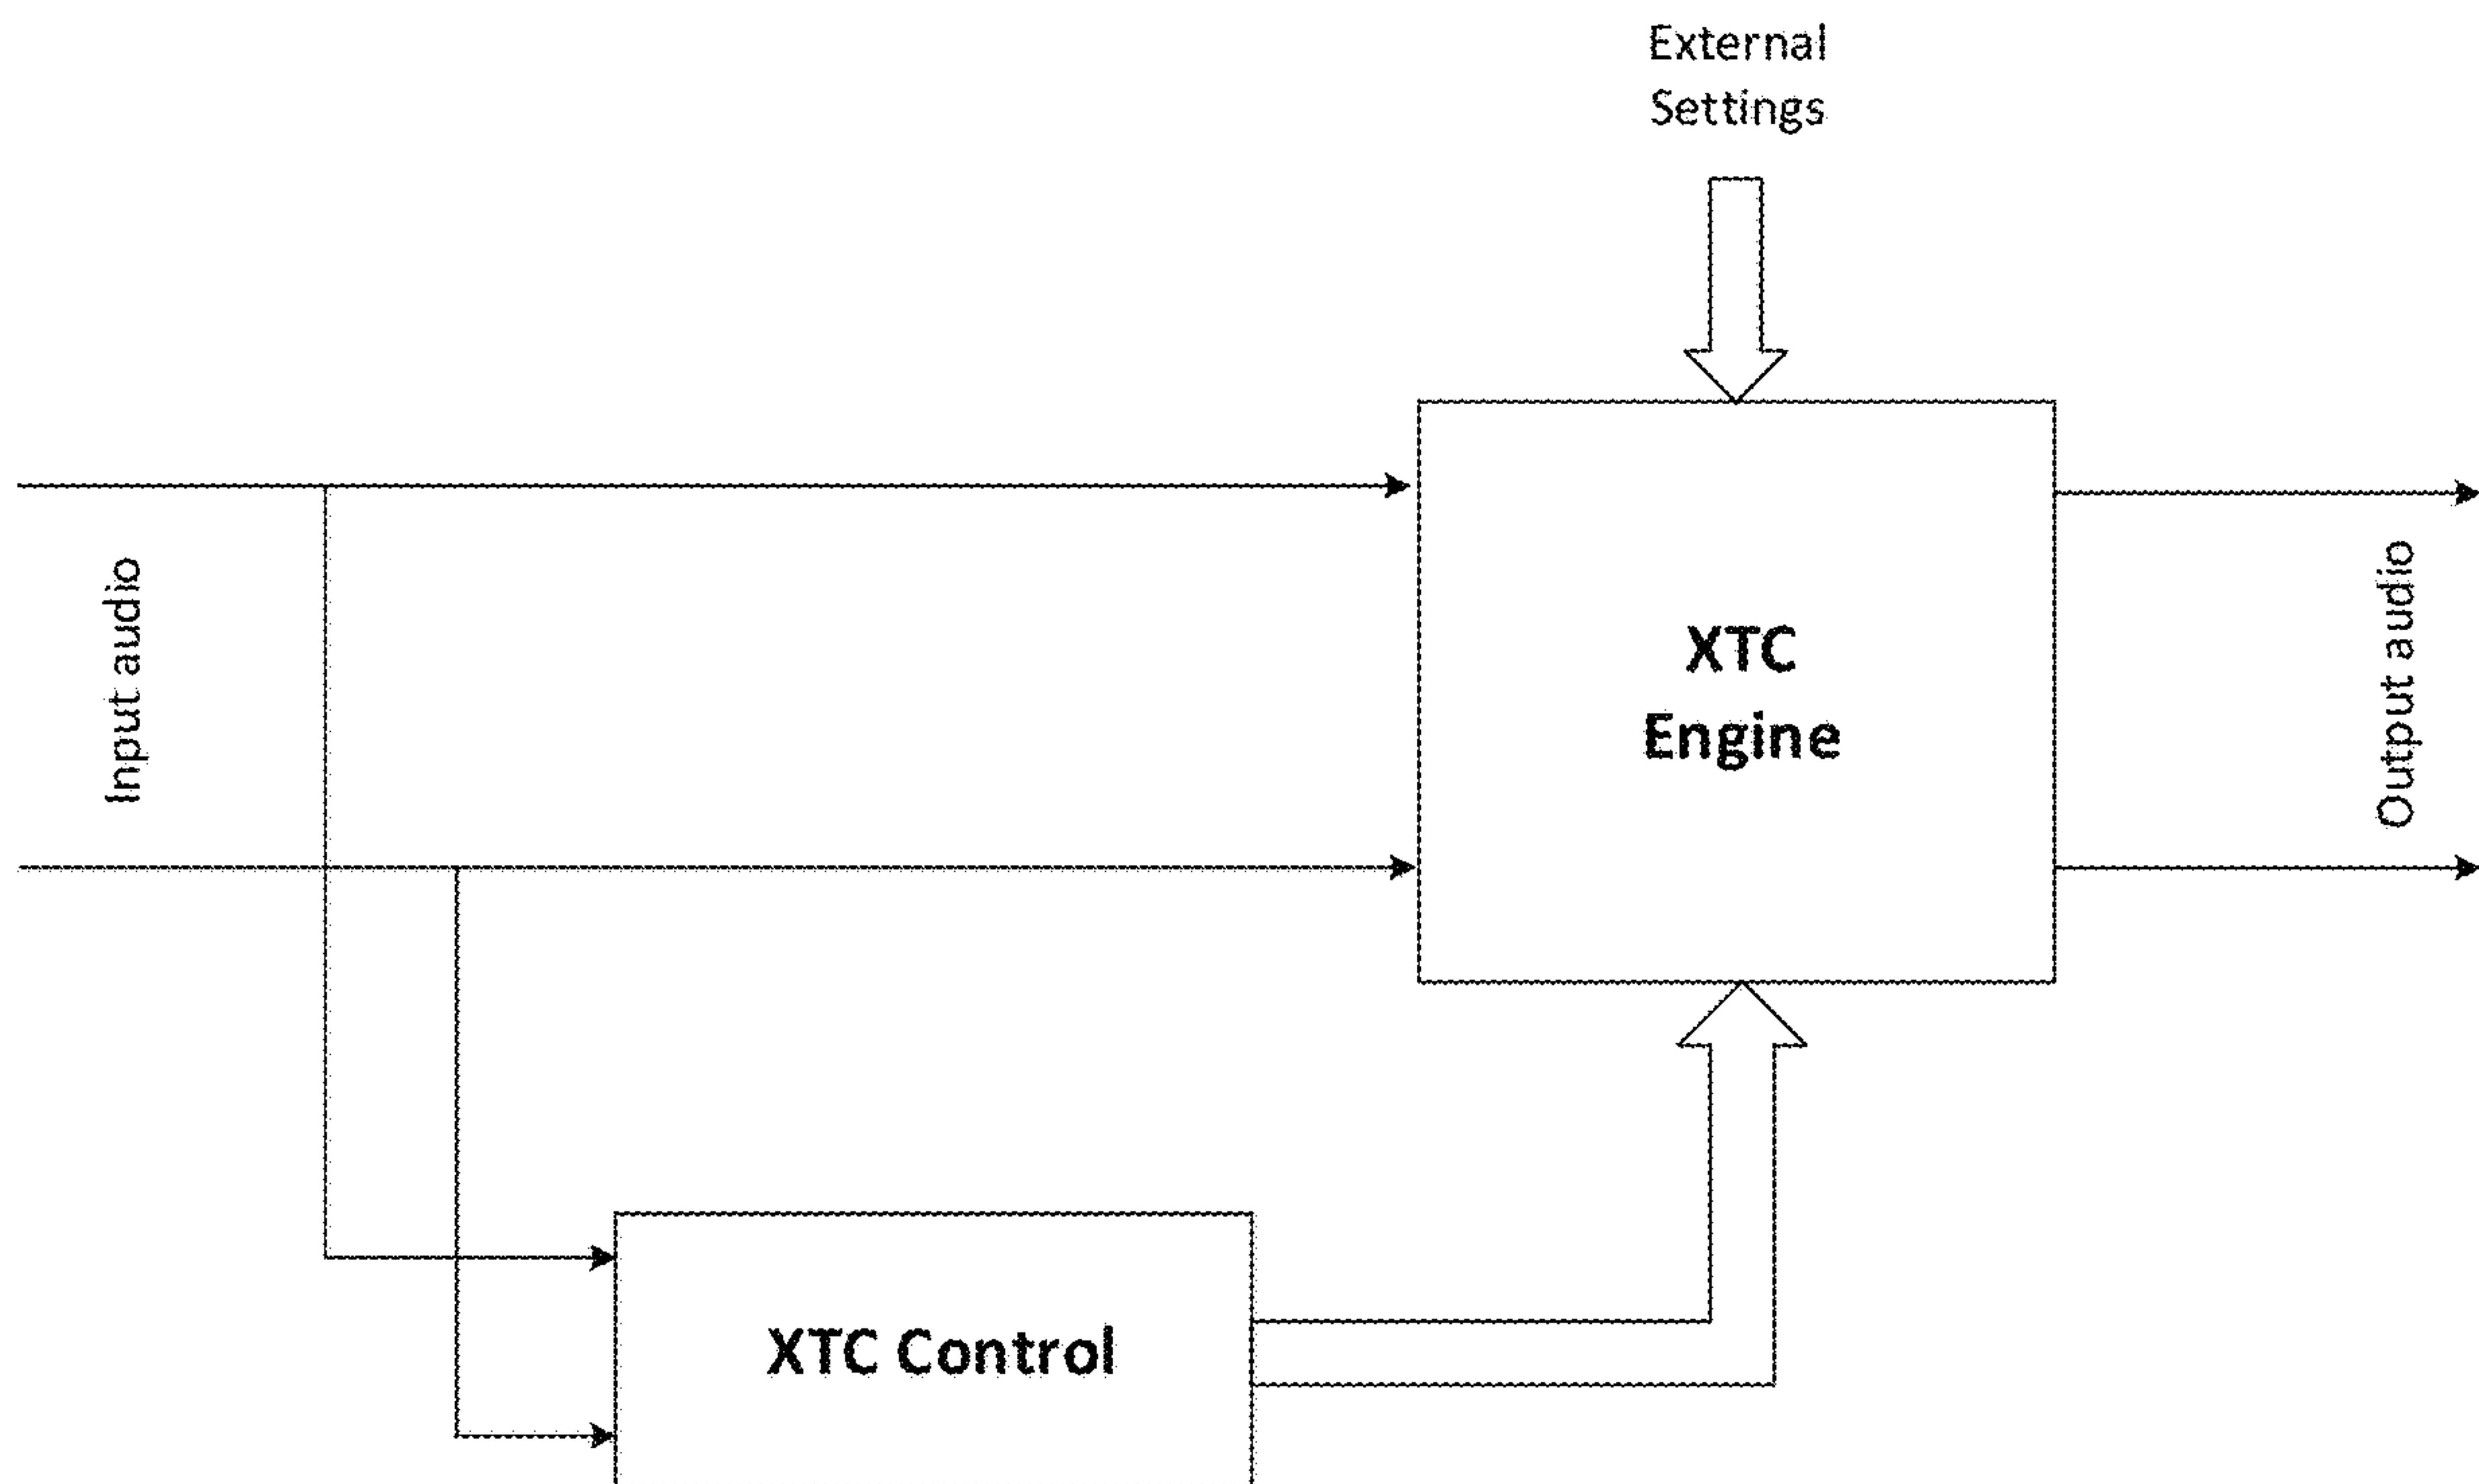 External
Settings
Input audio
XTC
Engine
Output audio
XTC Control